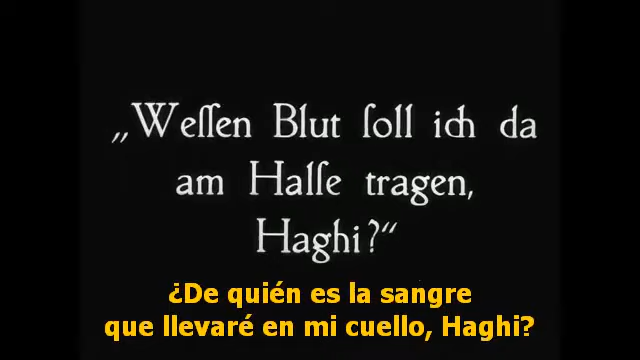 „Weſſen Blut ſoll ich da
am Halſe tragen,
Haghi?“
¿De quién es la sangre
que llevaré en mi cuello, Haghi?